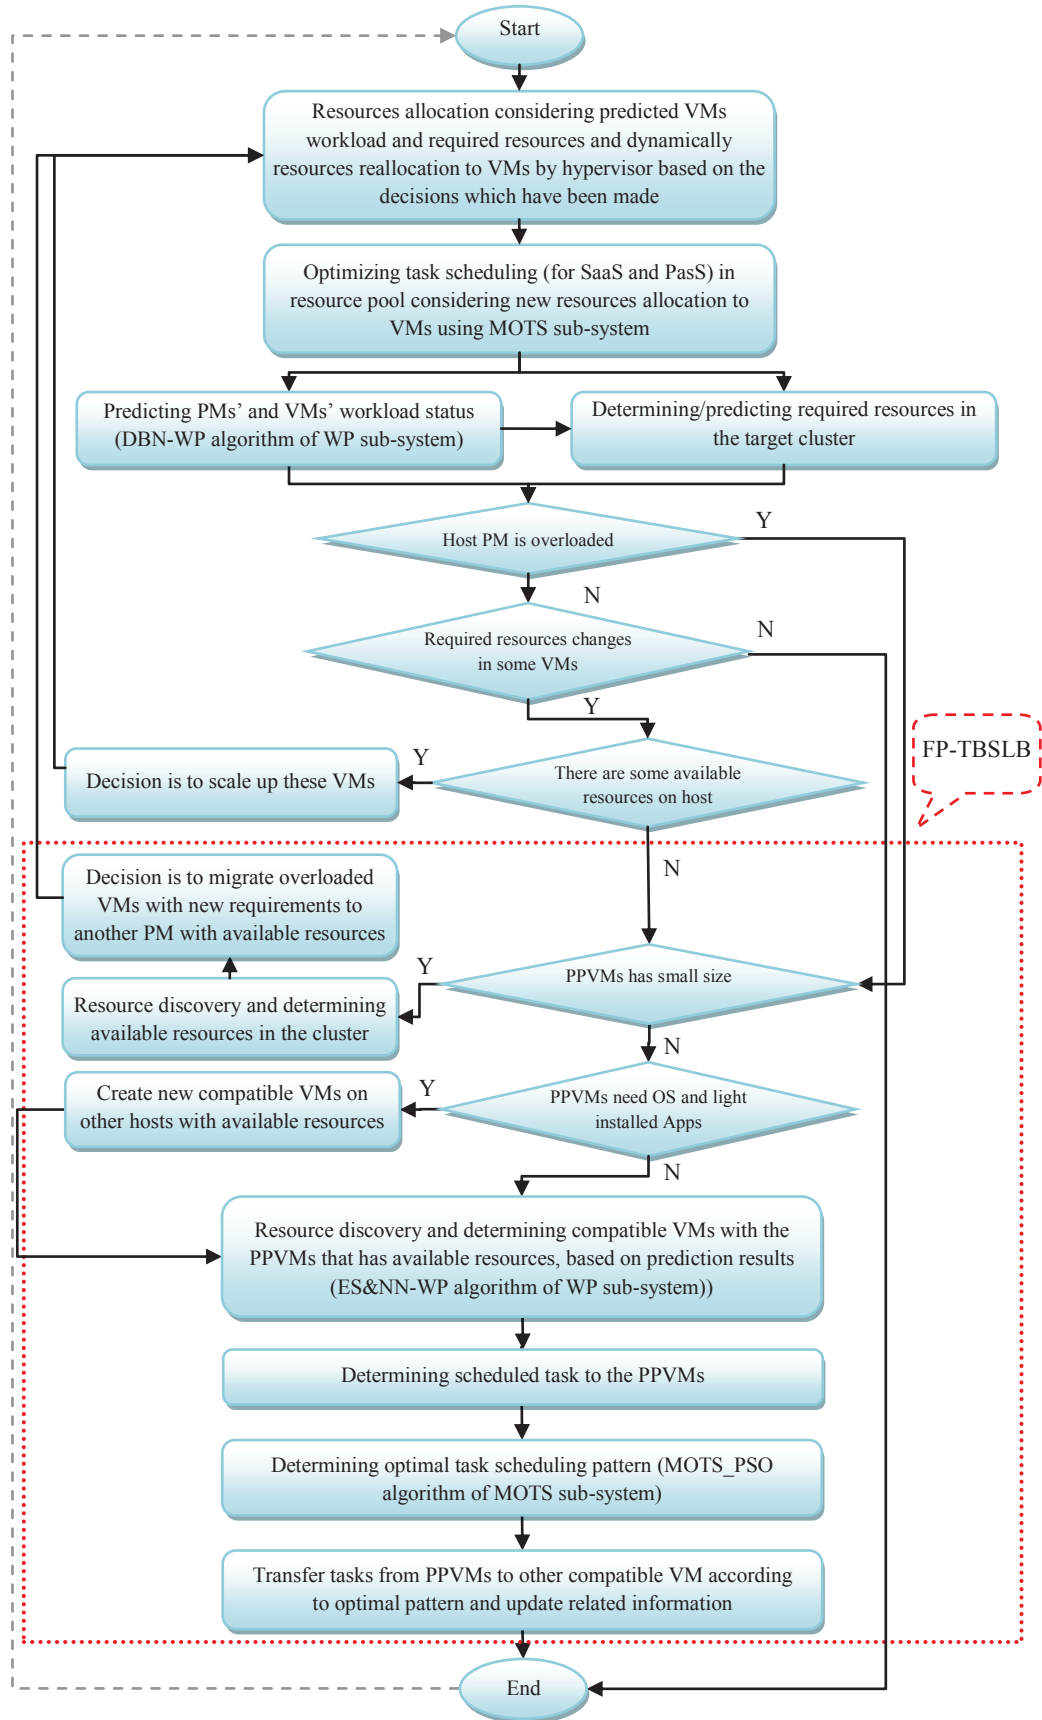 Start
Resources allocation considering predicted VMs
workload and required resources and dynamically
resources reallocation to VMs by hypervisor based on the
decisions which have been made
Optimizing task scheduling (for SaaS and PasS) in
resource pool considering new resources allocation to
VMs using MOTS sub-system
Predicting PMs’ and VMs’ workload status
(DBN-WP algorithm of WP sub-system)
Determining/predicting required resources in
the target cluster
Host PM is overloaded
Y
N
Required resources changes
in some VMs
N
Y
FP-TBSLB
There are some available
resources on host
Y
Decision is to scale up these VMs
N
Decision is to migrate overloaded
VMs with new requirements to
another PM with available resources
PPVMs has small size
Y
Resource discovery and determining
available resources in the cluster
N
PPVMs need OS and light
installed Apps
Y
Create new compatible VMs on
other hosts with available resources
N
Resource discovery and determining compatible VMs with the
PPVMs that has available resources, based on prediction results
(ES&NN-WP algorithm of WP sub-system))
Determining scheduled task to the PPVMs
Determining optimal task scheduling pattern (MOTS_PSO
algorithm of MOTS sub-system)
Transfer tasks from PPVMs to other compatible VM according
to optimal pattern and update related information
End